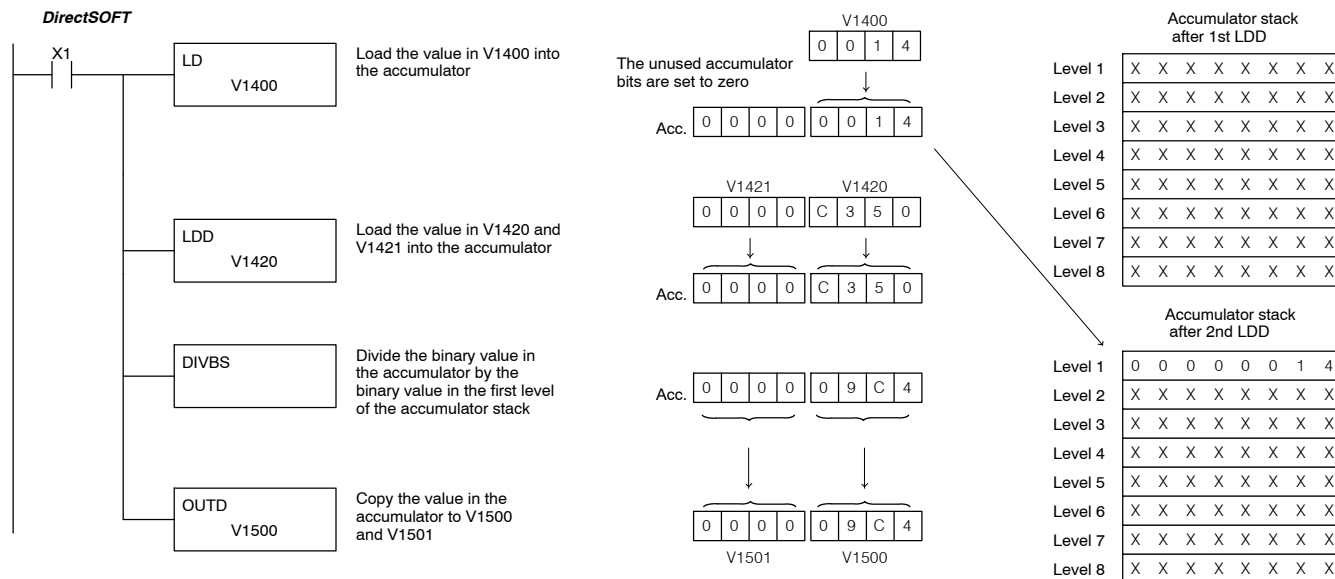 DirectSOFT
X1
LD
V1400
Load the value in V1400 into
the accumulator
LDD
V1420
Load the value in V1420 and
V1421 into the accumulator
DIVBS
Divide the binary value in
the accumulator by the
binary value in the first level
of the accumulator stack
OUTD
V1500
Copy the value in the
accumulator to V1500
and V1501
V1400
0 0 1 4
The unused accumulator
bits are set to zero
Acc. 0 0 0 0 0 0 1 4
V1421 V1420
0 0 0 0 C 3 5 0
Acc. 0 0 0 0 C 3 5 0
Acc. 0 0 0 0 0 9 C 4
0 0 0 0 0 9 C 4
V1501 V1500
Accumulator stack
after 1st LDD
Level 1 X X X X X X X X
Level 2 X X X X X X X X
Level 3 X X X X X X X X
Level 4 X X X X X X X X
Level 5 X X X X X X X X
Level 6 X X X X X X X X
Level 7 X X X X X X X X
Level 8 X X X X X X X X
Accumulator stack
after 2nd LDD
Level 1 0 0 0 0 0 0 1 4
Level 2 X X X X X X X X
Level 3 X X X X X X X X
Level 4 X X X X X X X X
Level 5 X X X X X X X X
Level 6 X X X X X X X X
Level 7 X X X X X X X X
Level 8 X X X X X X X X